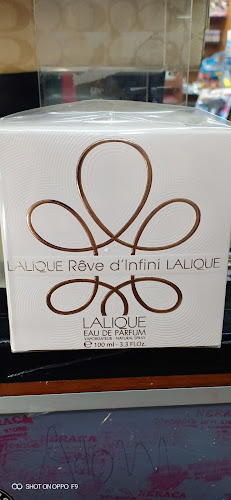 LALIQUE Rêve d'Infini LALIQUE
LALIQUE
EAU DE PARFUM
VAPORISATEUR - NATURAL SPRAY
℮ 100 ml - 3.3 FL.Oz.
SHOT ON OPPO F9